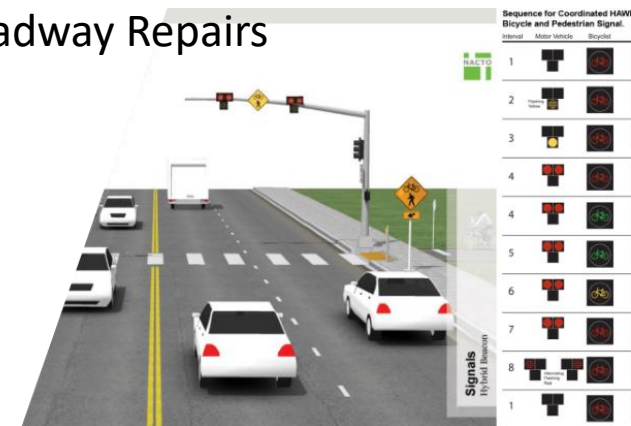 adway Repairs
NACTO
Sequence for Coordinated HAW
Bicycle and Pedestrian Signal.
Interval Motor Vehicle Bicyclist
1
2 Flashing Yellow
3
4
4
5
6
7
8 Alternating Flashing Red
1
Signals
Hybrid Beacon